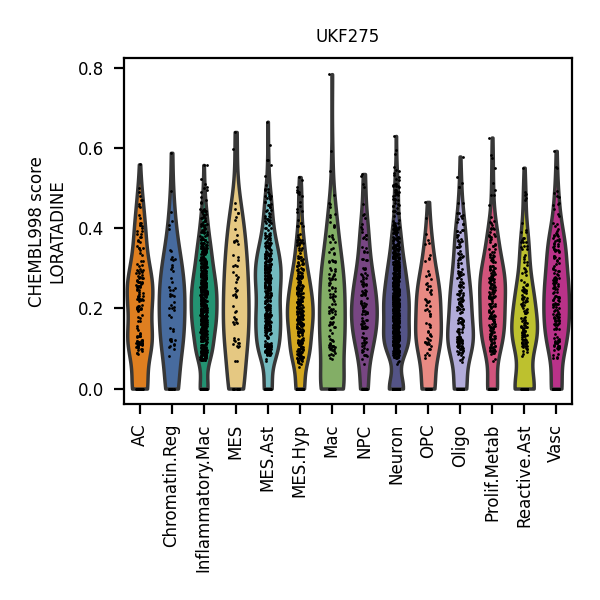 UKF275
CHEMBL998 score
LORATADINE
0.8
0.6
0.4
0.2
0.0
AC
Chromatin.Reg
Inflammatory.Mac
MES
MES.Ast
MES.Hyp
Mac
NPC
Neuron
OPC
Oligo
Prolif.Metab
Reactive.Ast
Vasc